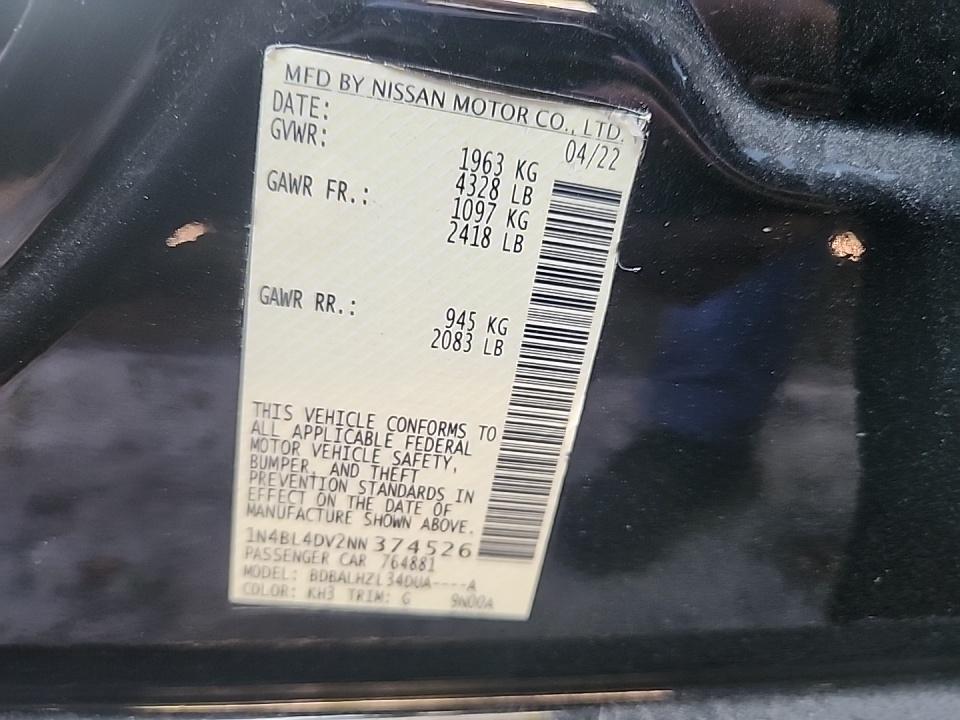 MFD BY NISSAN MOTOR CO., LTD.
DATE: 04/22
GVWR: 1963 KG
4328 LB
GAWR FR.: 1097 KG
2418 LB
GAWR RR.: 945 KG
2083 LB
THIS VEHICLE CONFORMS TO
ALL APPLICABLE FEDERAL
MOTOR VEHICLE SAFETY,
BUMPER, AND THEFT
PREVENTION STANDARDS IN
EFFECT ON THE DATE OF
MANUFACTURE SHOWN ABOVE.
1N4BL4DV2NN374526
PASSENGER CAR 764881
MODEL: BDBALHZL34DUA----A
COLOR: KH3 TRIM: G 9N00A